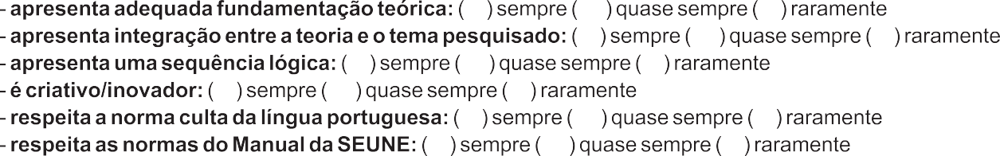 - apresenta adequada fundamentação teórica: ( ) sempre ( ) quase sempre ( ) raramente
- apresenta integração entre a teoria e o tema pesquisado: ( ) sempre ( ) quase sempre ( ) raramente
- apresenta uma sequência lógica: ( ) sempre ( ) quase sempre ( ) raramente
- é criativo/inovador: ( ) sempre ( ) quase sempre ( ) raramente
- respeita a norma culta da língua portuguesa: ( ) sempre ( ) quase sempre ( ) raramente
- respeita as normas do Manual da SEUNE: ( ) sempre ( ) quase sempre ( ) raramente